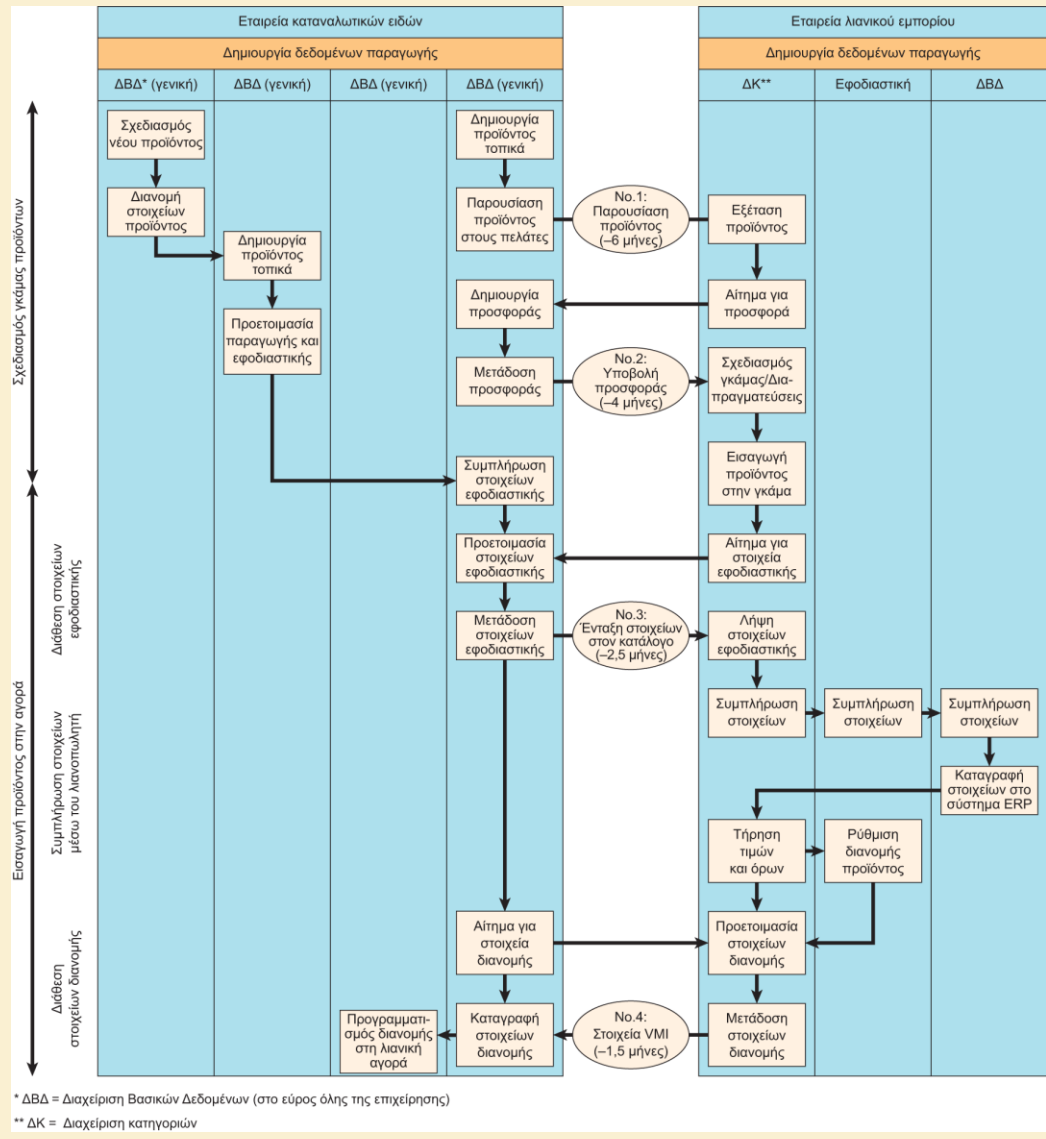 Εταιρεία καταναλωτικών ειδών
Εταιρεία λιανικού εμπορίου
Δημιουργία δεδομένων παραγωγής
Δημιουργία δεδομένων παραγωγής
ΔΒΔ* (γενική)
ΔΒΔ (γενική)
ΔΒΔ (γενική)
ΔΒΔ (γενική)
ΔΚ**
Εφοδιαστική
ΔΒΔ
Σχεδιασμός γκάμας προϊόντων
Σχεδιασμός
νέου προϊόντος
Δημιουργία
προϊόντος
τοπικά
Διανομή
στοιχείων
προϊόντος
Παρουσίαση
προϊόντος
στους πελάτες
No.1:
Παρουσίαση
προϊόντος
(–6 μήνες)
Εξέταση
προϊόντος
Δημιουργία
προϊόντος
τοπικά
Δημιουργία
προσφοράς
Αίτημα για
προσφορά
Προετοιμασία
παραγωγής και
εφοδιαστικής
Μετάδοση
προσφοράς
No.2:
Υποβολή
προσφοράς
(–4 μήνες)
Σχεδιασμός
γκάμας/Δια-
πραγματεύσεις
Συμπλήρωση
στοιχείων
εφοδιαστικής
Εισαγωγή
προϊόντος
στην γκάμα
Εισαγωγή προϊόντος στην αγορά
Διάθεση στοιχείων
εφοδιαστικής
Προετοιμασία
στοιχείων
εφοδιαστικής
Αίτημα για
στοιχεία
εφοδιαστικής
Μετάδοση
στοιχείων
εφοδιαστικής
No.3:
Ένταξη στοιχείων
στον κατάλογο
(–2,5 μήνες)
Λήψη
στοιχείων
εφοδιαστικής
Συμπλήρωση στοιχείων
μέσω του λιανοπωλητή
Συμπλήρωση
στοιχείων
Συμπλήρωση
στοιχείων
Συμπλήρωση
στοιχείων
Καταγραφή
στοιχείων στο
σύστημα ERP
Τήρηση
τιμών
και όρων
Ρύθμιση
διανομής
προϊόντος
Διάθεση
στοιχείων διανομής
Αίτημα για
στοιχεία
διανομής
Προετοιμασία
στοιχείων
διανομής
Προγραμματι-
σμός διανομής
στη λιανική
αγορά
Καταγραφή
στοιχείων
διανομής
No.4:
Στοιχεία VMI
(–1,5 μήνες)
Μετάδοση
στοιχείων
διανομής
* ΔΒΔ = Διαχείριση Βασικών Δεδομένων (στο εύρος όλης της επιχείρησης)
** ΔΚ = Διαχείριση κατηγοριών